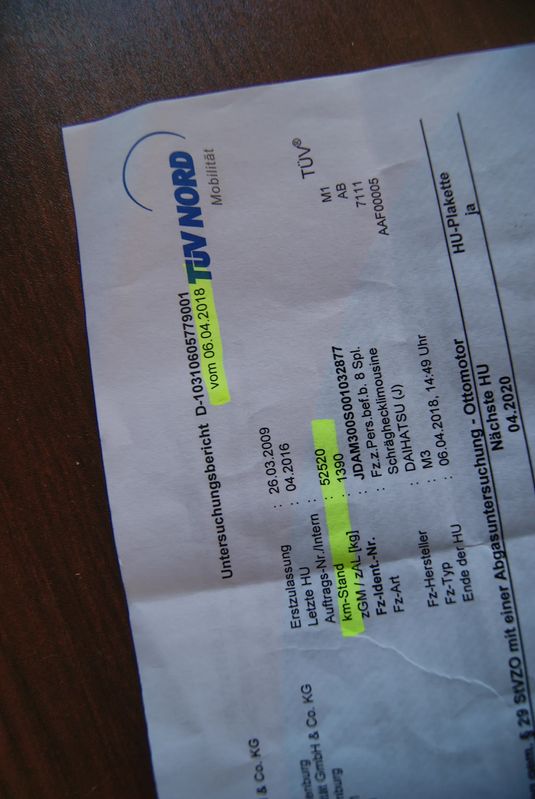 TÜV NORD
Mobilität
Untersuchungsbericht D-10310605779001
vom 06.04.2018
TÜV®
Erstzulassung : 26.03.2009
Letzte HU : 04.2016
Auftrags-Nr./Intern :
km-Stand : 52520
zGM / zAL [kg] : 1390
Fz-Ident.-Nr. : JDAM300S001032877
Fz-Art : Fz.z.Pers.bef.b. 8 Spl. M1
Schräghecklimousine AB
Fz-Hersteller : DAIHATSU (J) 7111
Fz-Typ : M3 AAF00005
Ende der HU : 06.04.2018, 14:49 Uhr
& Co. KG
GmbH & Co. KG
gem. § 29 StVZO mit einer Abgasuntersuchung - Ottomotor
Nächste HU HU-Plakette
04.2020 ja